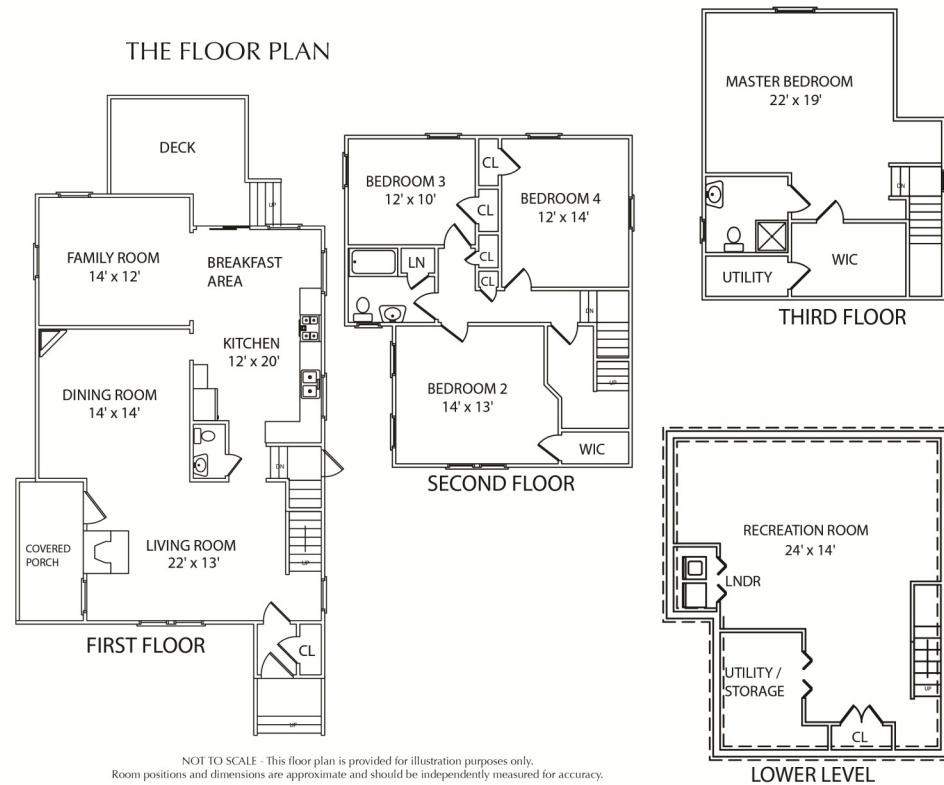 THE FLOOR PLAN
DECK
UP
FAMILY ROOM
14' x 12'
BREAKFAST
AREA
KITCHEN
12' x 20'
DINING ROOM
14' x 14'
DN
COVERED
PORCH
LIVING ROOM
22' x 13'
UP
CL
UP
FIRST FLOOR
BEDROOM 3
12' x 10'
CL
BEDROOM 4
12' x 14'
CL
LN
CL
CL
DN
UP
BEDROOM 2
14' x 13'
WIC
SECOND FLOOR
MASTER BEDROOM
22' x 19'
DN
WIC
UTILITY
THIRD FLOOR
RECREATION ROOM
24' x 14'
LNDR
UTILITY /
STORAGE
UP
CL
LOWER LEVEL
NOT TO SCALE - This floor plan is provided for illustration purposes only.
Room positions and dimensions are approximate and should be independently measured for accuracy.